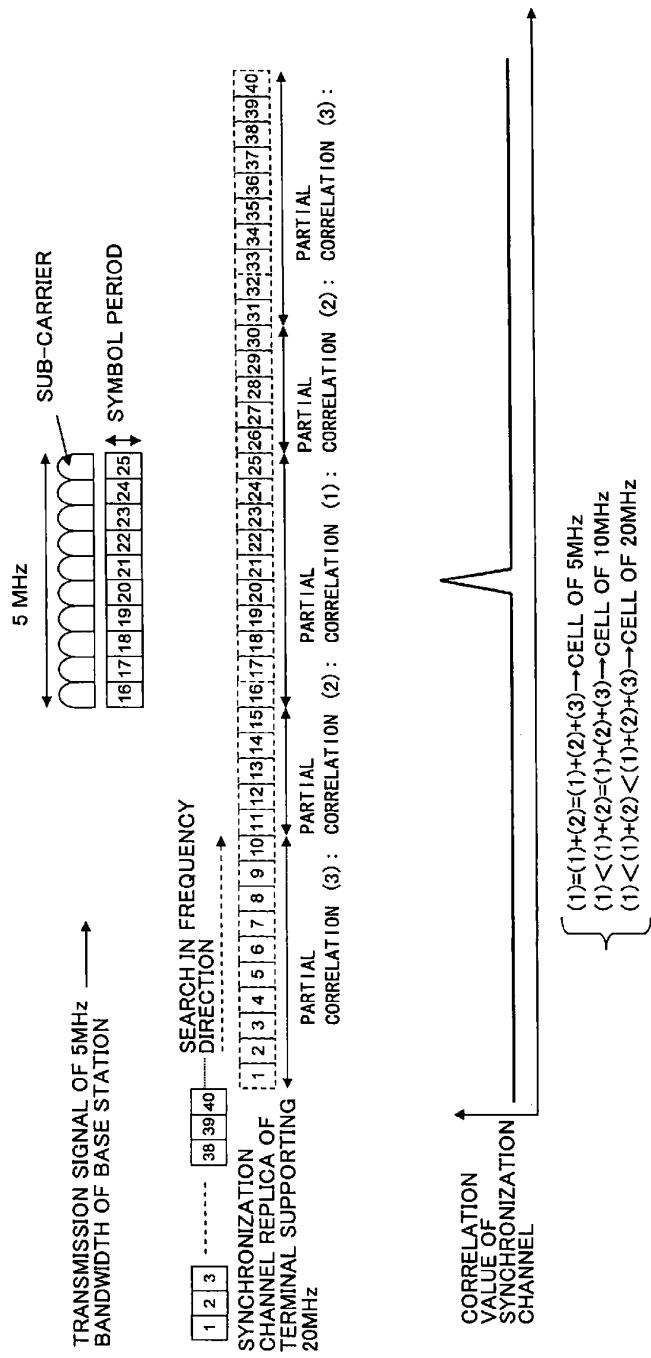 5 MHz
SUB-CARRIER
TRANSMISSION SIGNAL OF 5MHz
BANDWIDTH OF BASE STATION
16 17 18 19 20 21 22 23 24 25
SYMBOL PERIOD
1 2 3
38 39 40
SEARCH IN FREQUENCY
DIRECTION
SYNCHRONIZATION
CHANNEL REPLICA OF
TERMINAL SUPPORTING
20MHz
1 2 3 4 5 6 7 8 9 10 11 12 13 14 15 16 17 18 19 20 21 22 23 24 25 26 27 28 29 30 31 32 33 34 35 36 37 38 39 40
PARTIAL
CORRELATION (3):
PARTIAL
CORRELATION (2):
PARTIAL
CORRELATION (1):
PARTIAL
CORRELATION (2):
PARTIAL
CORRELATION (3):
CORRELATION
VALUE OF
SYNCHRONIZATION
CHANNEL
(1)=(1)+(2)=(1)+(2)+(3)→CELL OF 5MHz
(1)<(1)+(2)=(1)+(2)+(3)→CELL OF 10MHz
(1)<(1)+(2)<(1)+(2)+(3)→CELL OF 20MHz